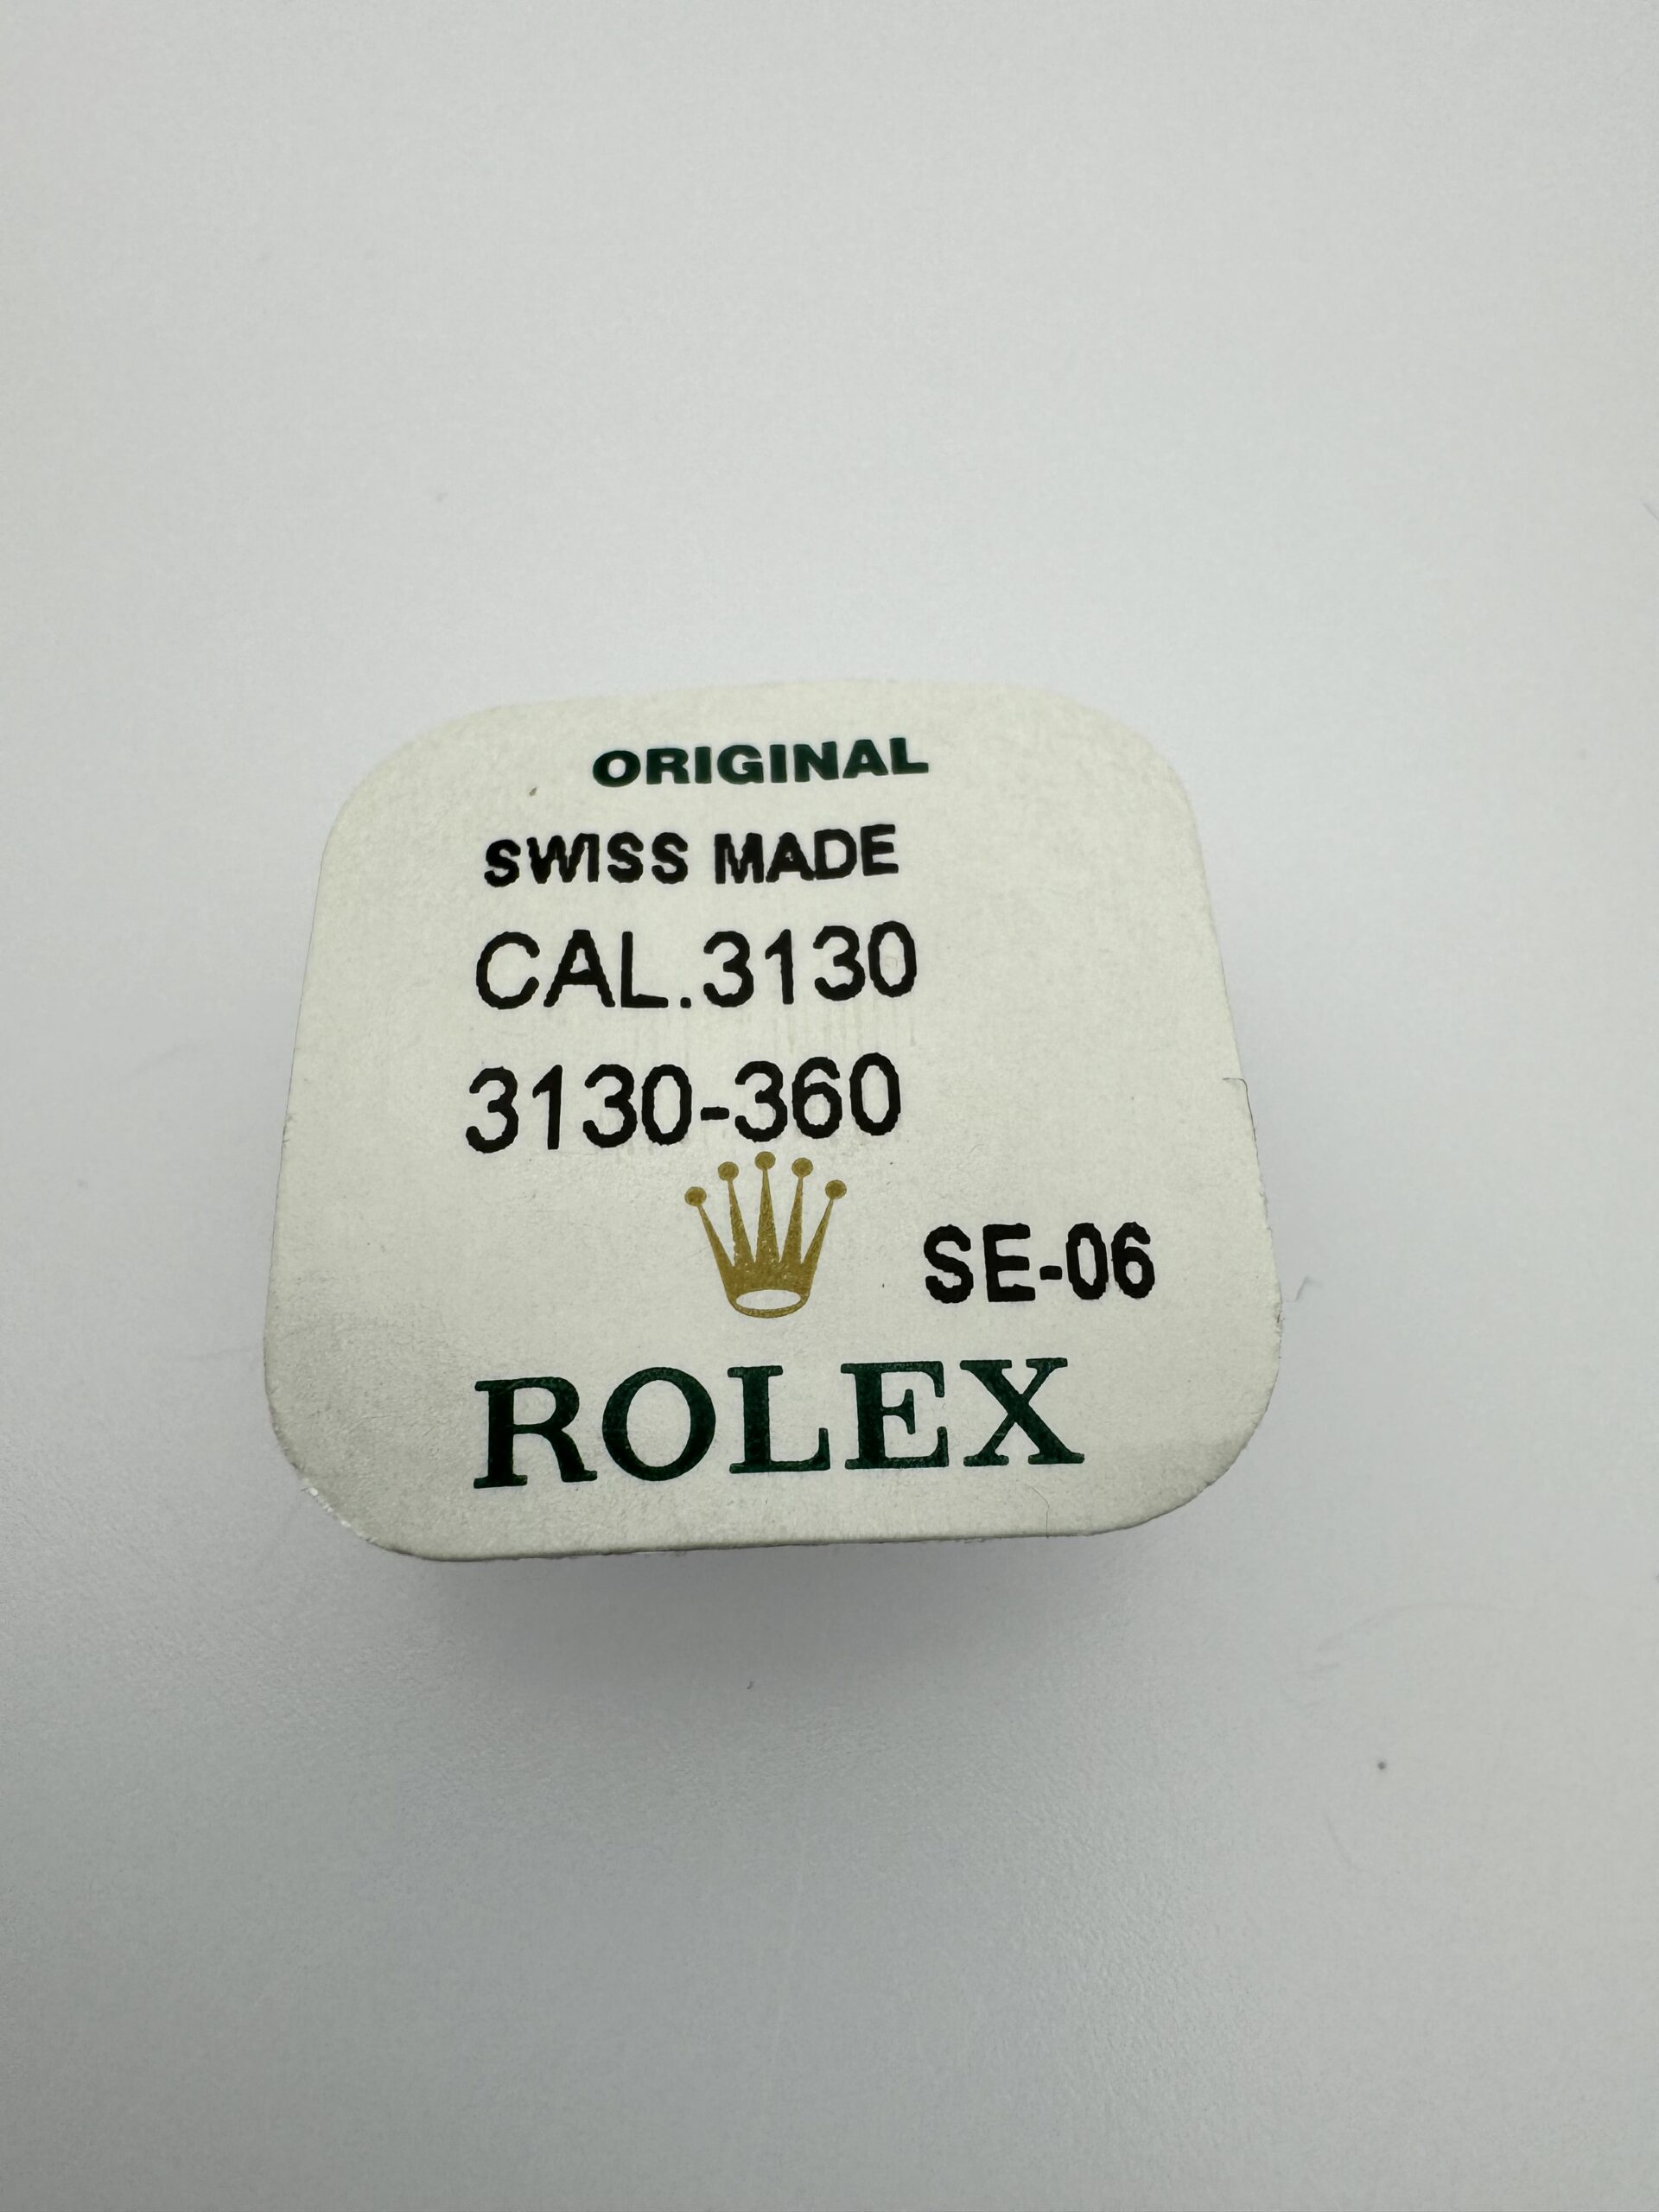 ORIGINAL
SWISS MADE
CAL.3130
3130-360
SE-06
ROLEX